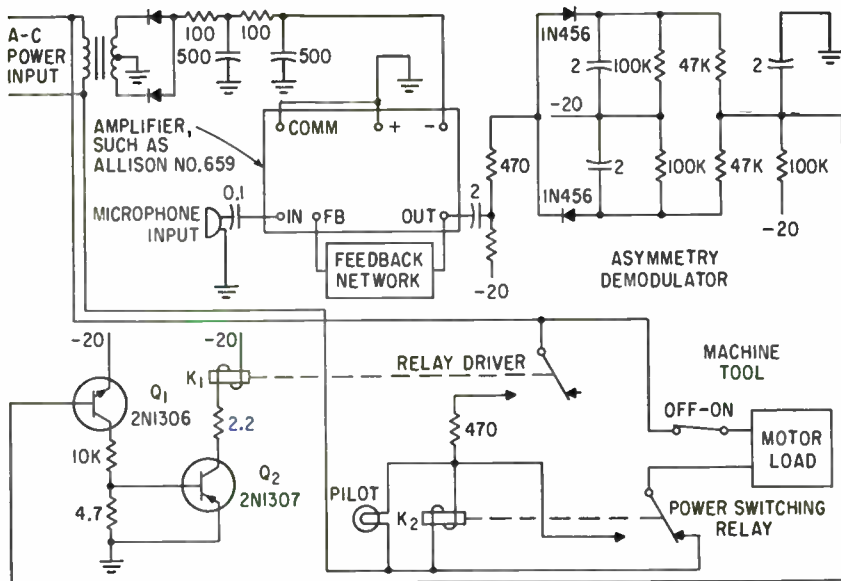 A-C
POWER
INPUT
100
100
500
500
AMPLIFIER,
SUCH AS
ALLISON NO. 659
COMM
+
-
MICROPHONE
INPUT
0.1
IN
FB
OUT
2
FEEDBACK
NETWORK
470
-20
1N456
2
100K
47K
2
-20
1N456
2
100K
47K
100K
-20
ASYMMETRY
DEMODULATOR
-20
-20
K1
Q1
2N1306
2.2
10K
Q2
2N1307
4.7
RELAY DRIVER
MACHINE
TOOL
OFF-ON
MOTOR
LOAD
470
PILOT
K2
POWER SWITCHING
RELAY